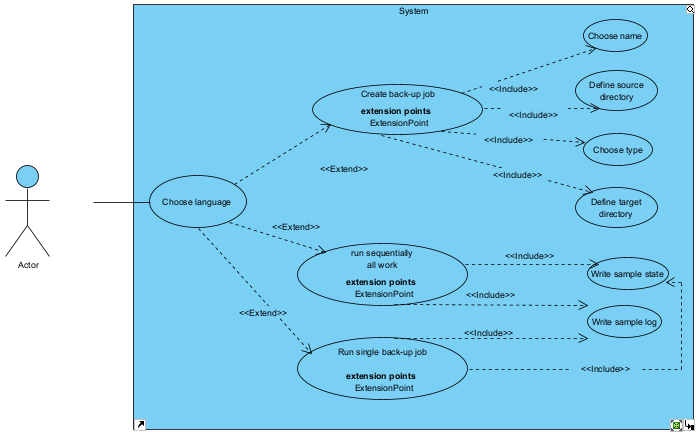 System
Choose name
Create back-up job
extension points
ExtensionPoint
<<Include>>
Define source
directory
<<Include>>
<<Include>>
Choose type
<<Extend>>
<<Include>>
Choose language
Define target
directory
<<Extend>>
Actor
run sequentially
all work
extension points
ExtensionPoint
<<Include>>
Write sample state
<<Include>>
<<Extend>>
Write sample log
<<Include>>
Run single back-up job
extension points
ExtensionPoint
<<Include>>